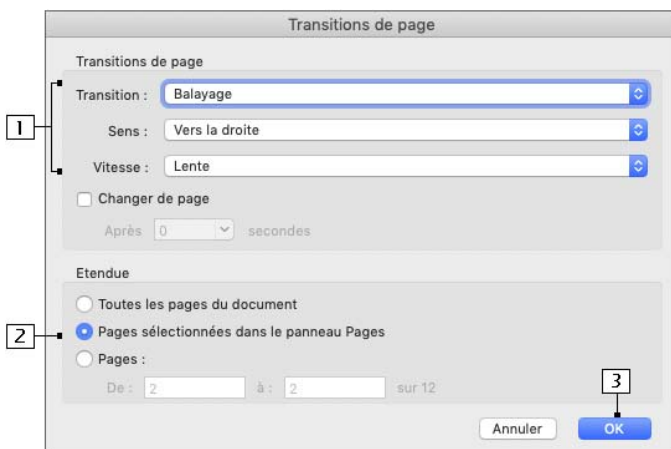 Transitions de page
Transitions de page
Transition : Balayage
1
Sens : Vers la droite
Vitesse : Lente
Changer de page
Après 0 secondes
Etendue
Toutes les pages du document
2
Pages sélectionnées dans le panneau Pages
Pages :
De : 2 à : 2 sur 12
3
Annuler OK